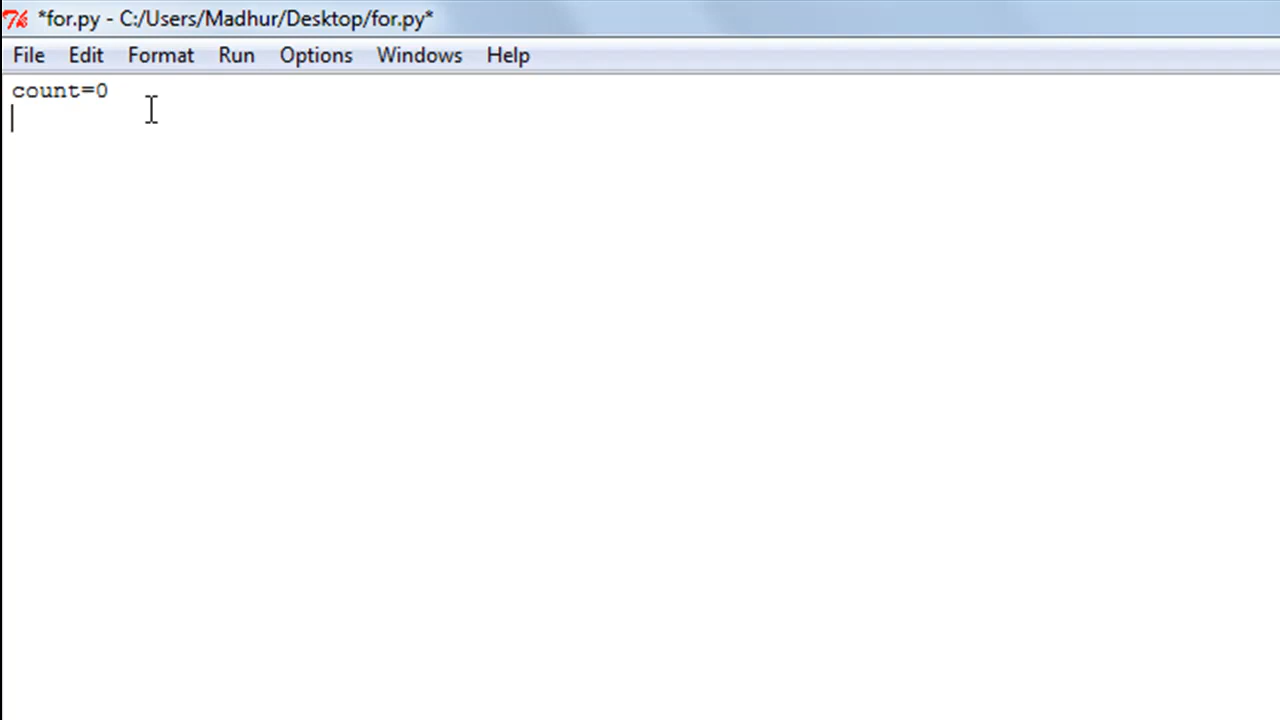 *for.py - C:/Users/Madhur/Desktop/for.py*
File Edit Format Run Options Windows Help
count=0